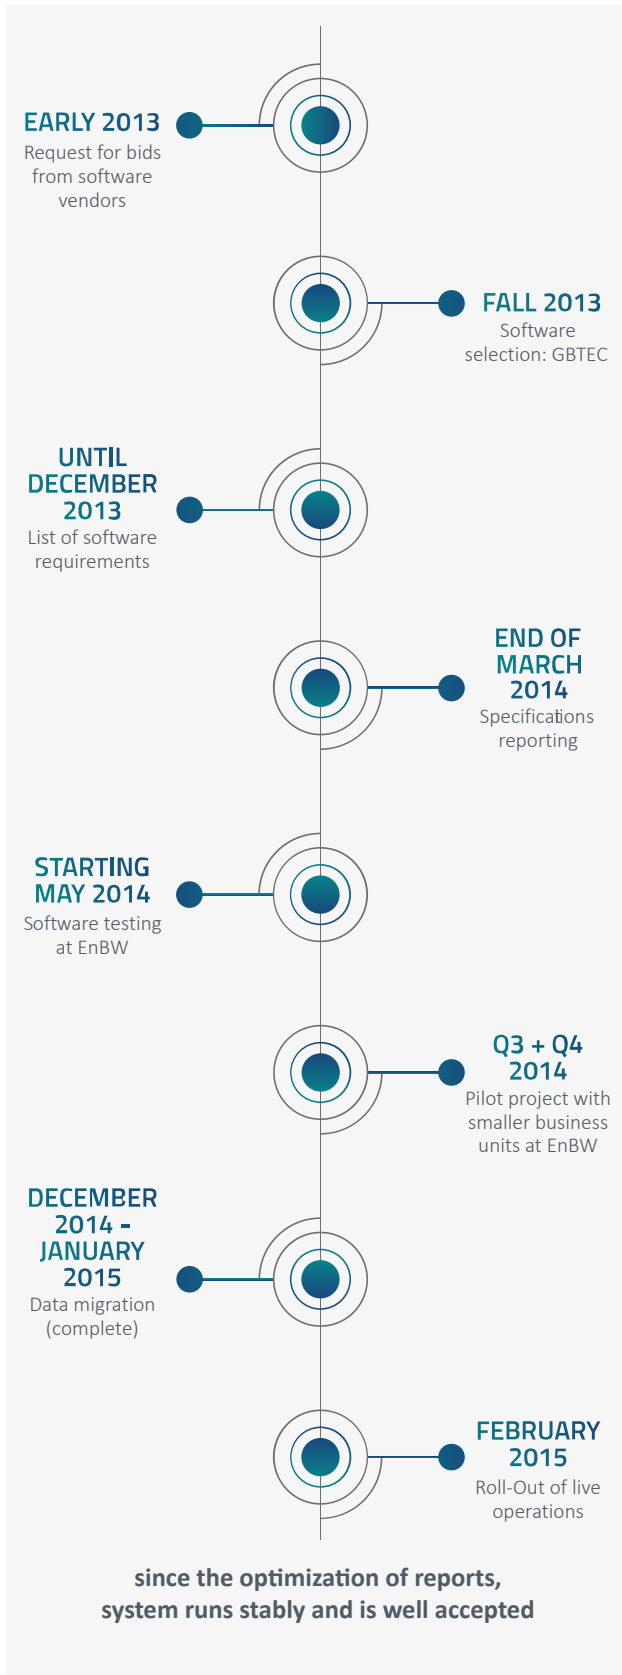 EARLY 2013
Request for bids
from software
vendors
FALL 2013
Software
selection: GBTEC
UNTIL
DECEMBER
2013
List of software
requirements
END OF
MARCH
2014
Specifications
reporting
STARTING
MAY 2014
Software testing
at EnBW
Q3 + Q4
2014
Pilot project with
smaller business
units at EnBW
DECEMBER
2014 -
JANUARY
2015
Data migration
(complete)
FEBRUARY
2015
Roll-Out of live
operations
since the optimization of reports,
system runs stably and is well accepted